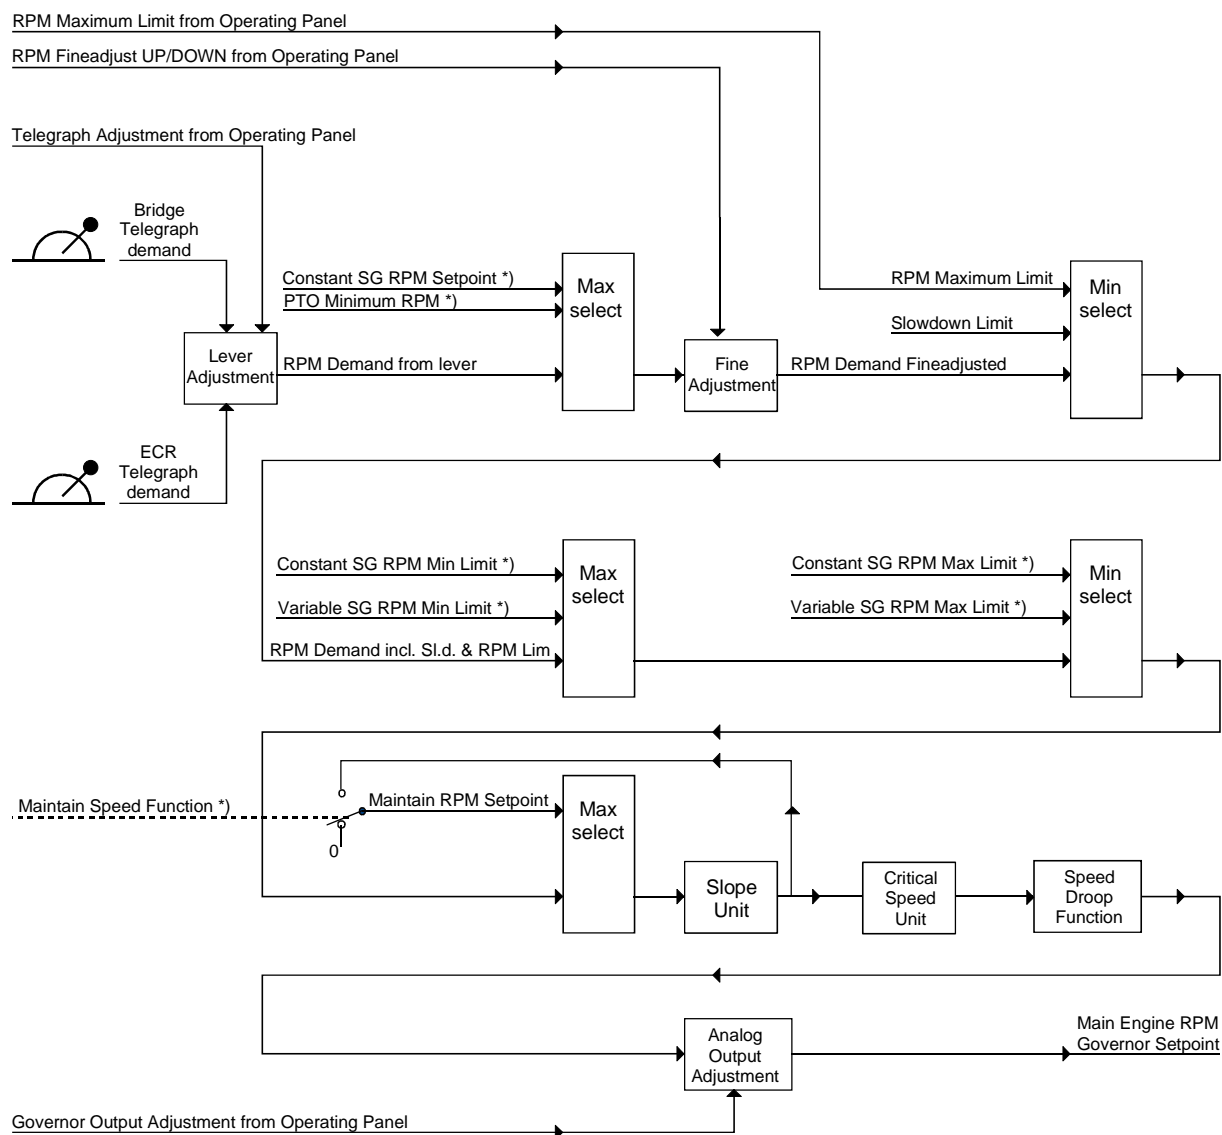 RPM Maximum Limit from Operating Panel
RPM Fineadjust UP/DOWN from Operating Panel
Telegraph Adjustment from Operating Panel
Bridge
Telegraph
demand
Constant SG RPM Setpoint *)
PTO Minimum RPM *)
Max
select
RPM Maximum Limit
Slowdown Limit
Min
select
Lever
Adjustment
RPM Demand from lever
Fine
Adjustment
RPM Demand Fineadjusted
ECR
Telegraph
demand
Constant SG RPM Min Limit *)
Variable SG RPM Min Limit *)
RPM Demand incl. Sl.d. & RPM Lim
Max
select
Constant SG RPM Max Limit *)
Variable SG RPM Max Limit *)
Min
select
Maintain Speed Function *)
Maintain RPM Setpoint
0
Max
select
Slope
Unit
Critical
Speed
Unit
Speed
Droop
Function
Analog
Output
Adjustment
Main Engine RPM
Governor Setpoint
Governor Output Adjustment from Operating Panel